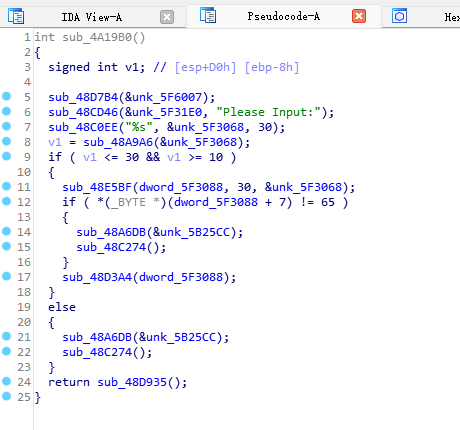 IDA View-A Pseudocode-A Hex
1 int sub_4A19B0()
2 {
3 signed int v1; // [esp+D0h] [ebp-8h]
4
5 sub_48D7B4(&unk_5F6007);
6 sub_48CD46(&unk_5F31E0, "Please Input:");
7 sub_48C0EE("%s", &unk_5F3068, 30);
8 v1 = sub_48A9A6(&unk_5F3068);
9 if ( v1 <= 30 && v1 >= 10 )
10 {
11 sub_48E5BF(dword_5F3088, 30, &unk_5F3068);
12 if ( *(_BYTE *)(dword_5F3088 + 7) != 65 )
13 {
14 sub_48A6DB(&unk_5B25CC);
15 sub_48C274();
16 }
17 sub_48D3A4(dword_5F3088);
18 }
19 else
20 {
21 sub_48A6DB(&unk_5B25CC);
22 sub_48C274();
23 }
24 return sub_48D935();
25 }